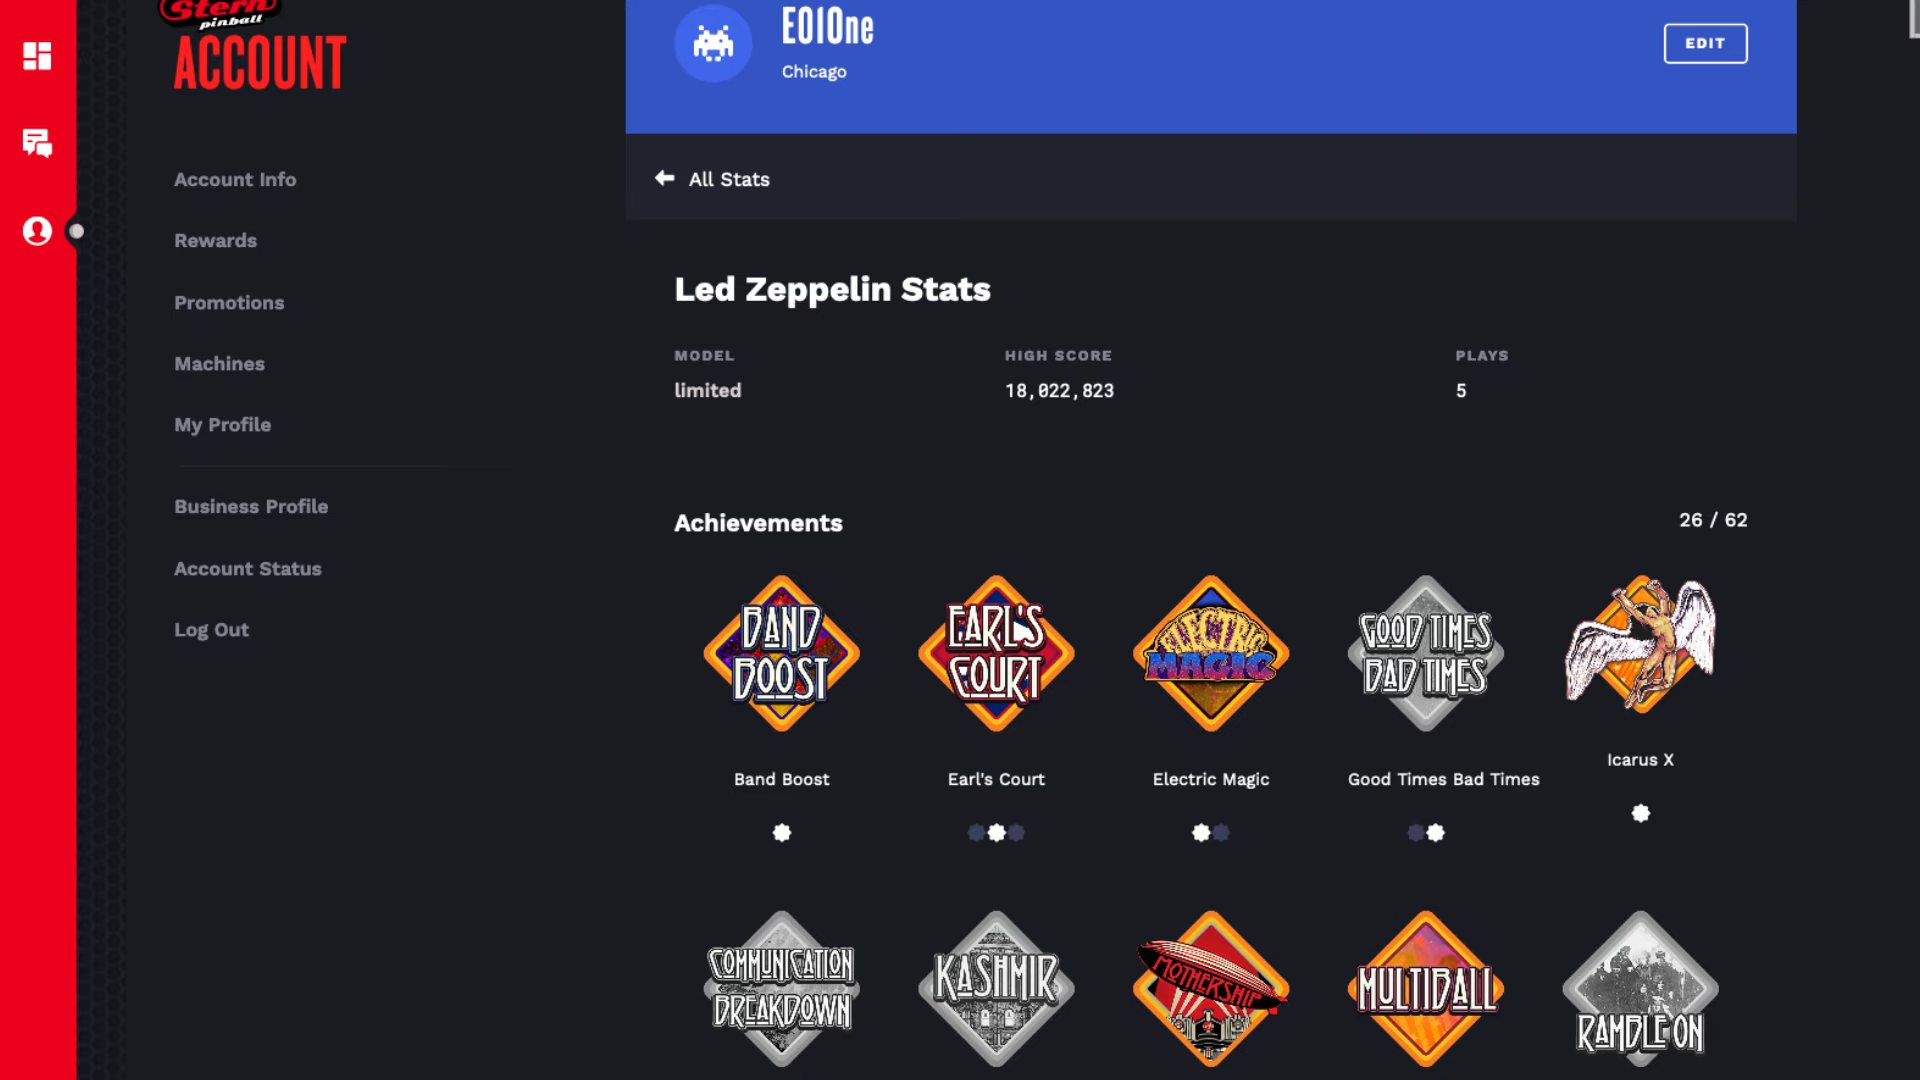 Stern
pinball
ACCOUNT
Account Info
Rewards
Promotions
Machines
My Profile
Business Profile
Account Status
Log Out
E010ne
Chicago
EDIT
All Stats
Led Zeppelin Stats
MODEL
HIGH SCORE
PLAYS
limited
18,022,823
5
Achievements
26 / 62
BAND
BOOST
EARL'S
COURT
ELECTRIC
MAGIC
GOOD TIMES
BAD TIMES
Band Boost
Earl's Court
Electric Magic
Good Times Bad Times
Icarus X
COMMUNICATION
BREAKDOWN
KASHMIR
MOTHERSHIP
MULTIBALL
RAMBLE ON